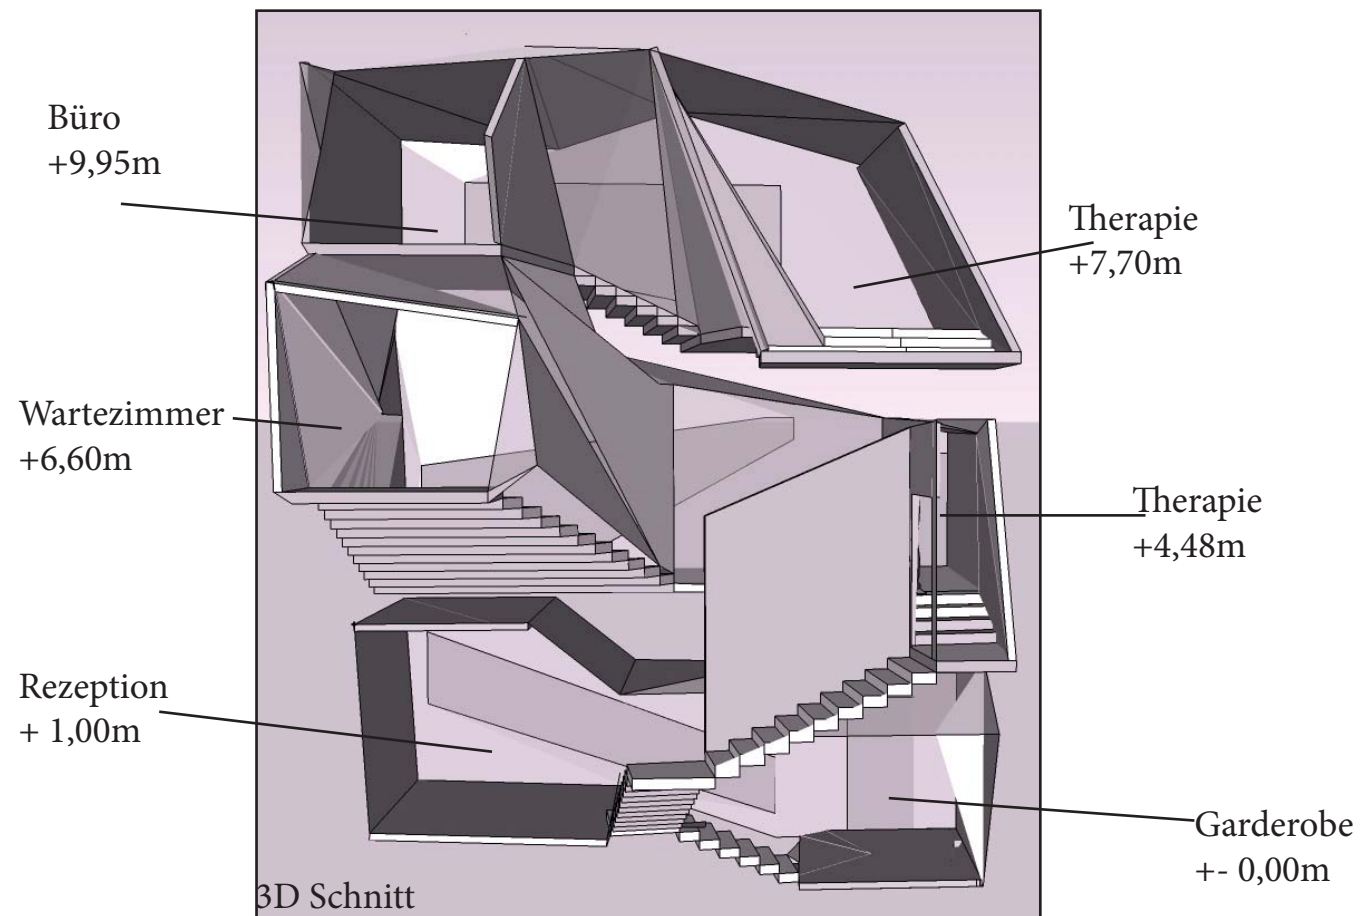 Büro
+9,95m
Therapie
+7,70m
Wartezimmer
+6,60m
Therapie
+4,48m
Rezeption
+ 1,00m
Garderobe
+- 0,00m
3D Schnitt